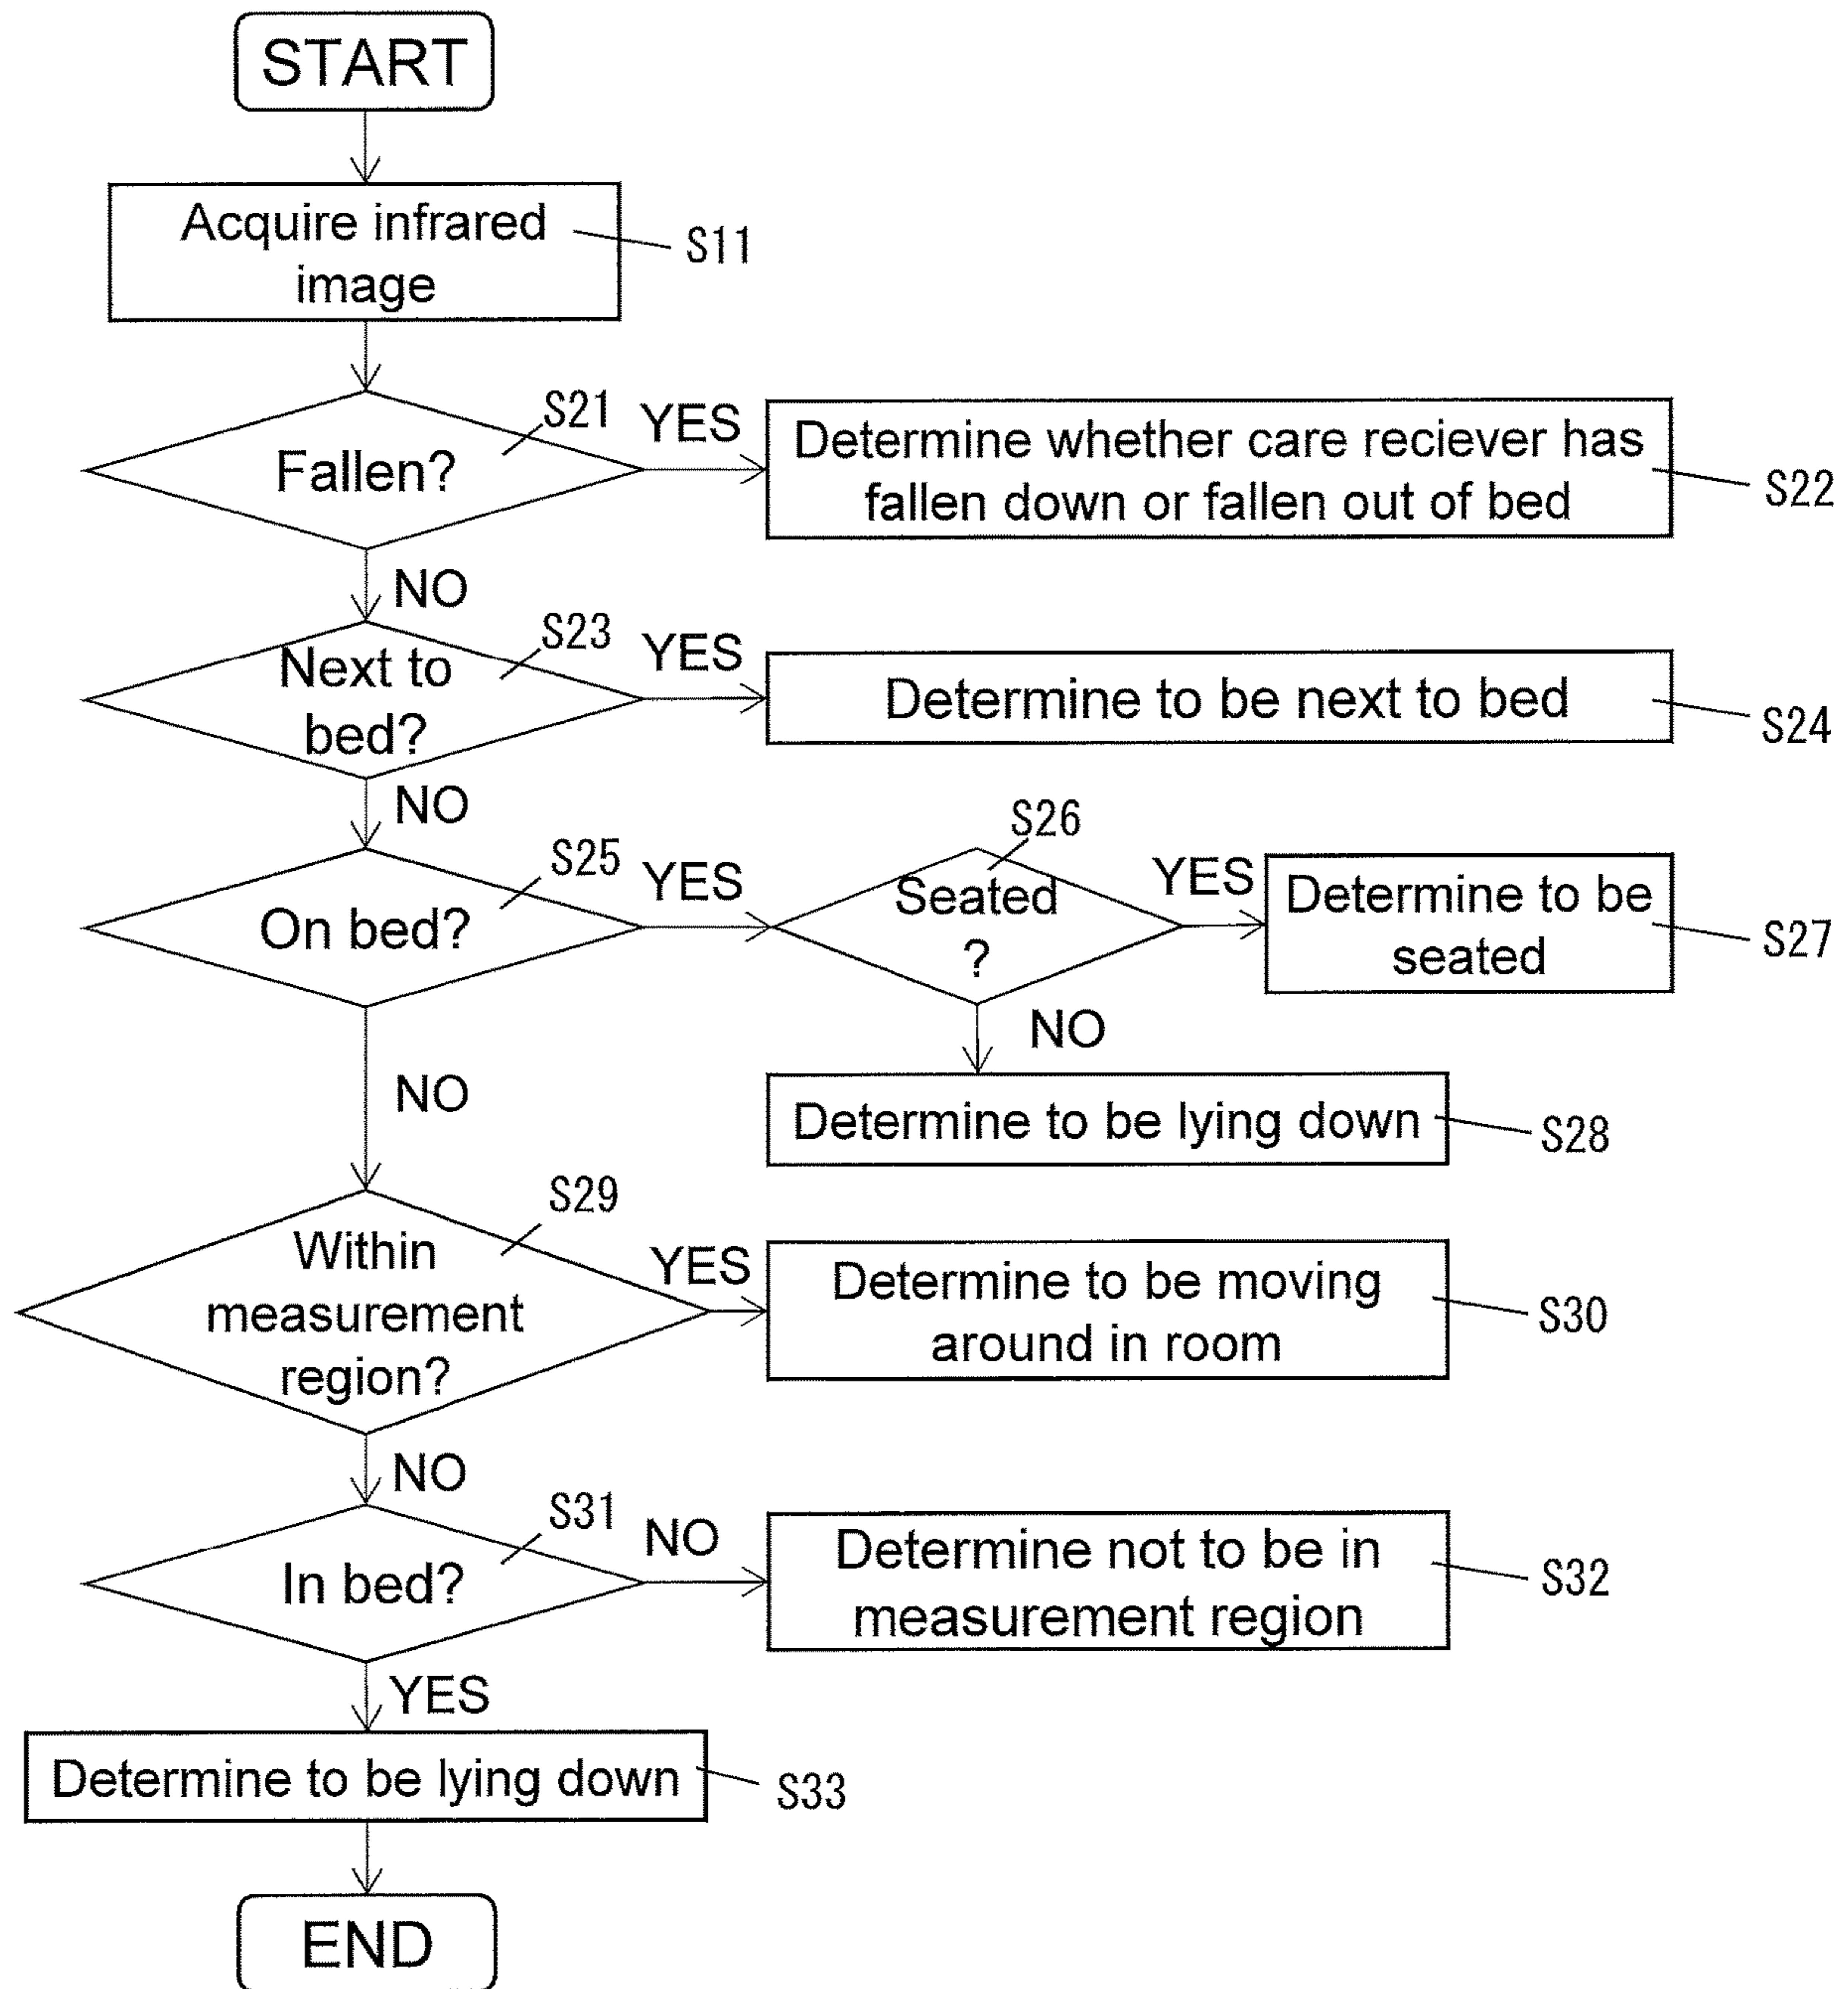 START
Acquire infrared
image
S11
Fallen?
S21
YES
Determine whether care reciever has
fallen down or fallen out of bed
S22
NO
Next to
bed?
S23
YES
Determine to be next to bed
S24
NO
On bed?
S25
YES
Seated
?
S26
YES
Determine to be
seated
S27
NO
Determine to be lying down
S28
NO
Within
measurement
region?
S29
YES
Determine to be moving
around in room
S30
NO
In bed?
S31
NO
Determine not to be in
measurement region
S32
YES
Determine to be lying down
S33
END